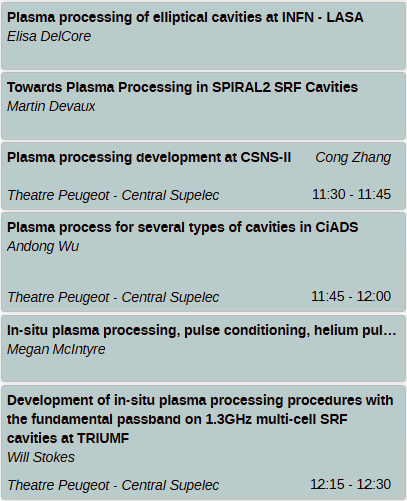 Plasma processing of elliptical cavities at INFN - LASA
Elisa DelCore
Towards Plasma Processing in SPIRAL2 SRF Cavities
Martin Devaux
Plasma processing development at CSNS-II Cong Zhang
Theatre Peugeot - Central Supelec 11:30 - 11:45
Plasma process for several types of cavities in CiADS
Andong Wu
Theatre Peugeot - Central Supelec 11:45 - 12:00
In-situ plasma processing, pulse conditioning, helium pul…
Megan McIntyre
Development of in-situ plasma processing procedures with
the fundamental passband on 1.3GHz multi-cell SRF
cavities at TRIUMF
Will Stokes
Theatre Peugeot - Central Supelec 12:15 - 12:30